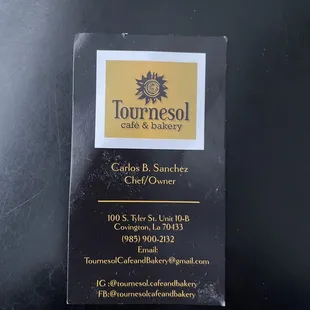 Tournesol
café & bakery
Carlos B. Sanchez
Chef/Owner
100 S. Tyler St. Unit 10-B
Covington, La 70433
(985) 900-2132
Email:
TournesolCafeandBakery@gmail.com
IG :@tournesol.cafeandbakery
FB:@tournesolcafeandbakery